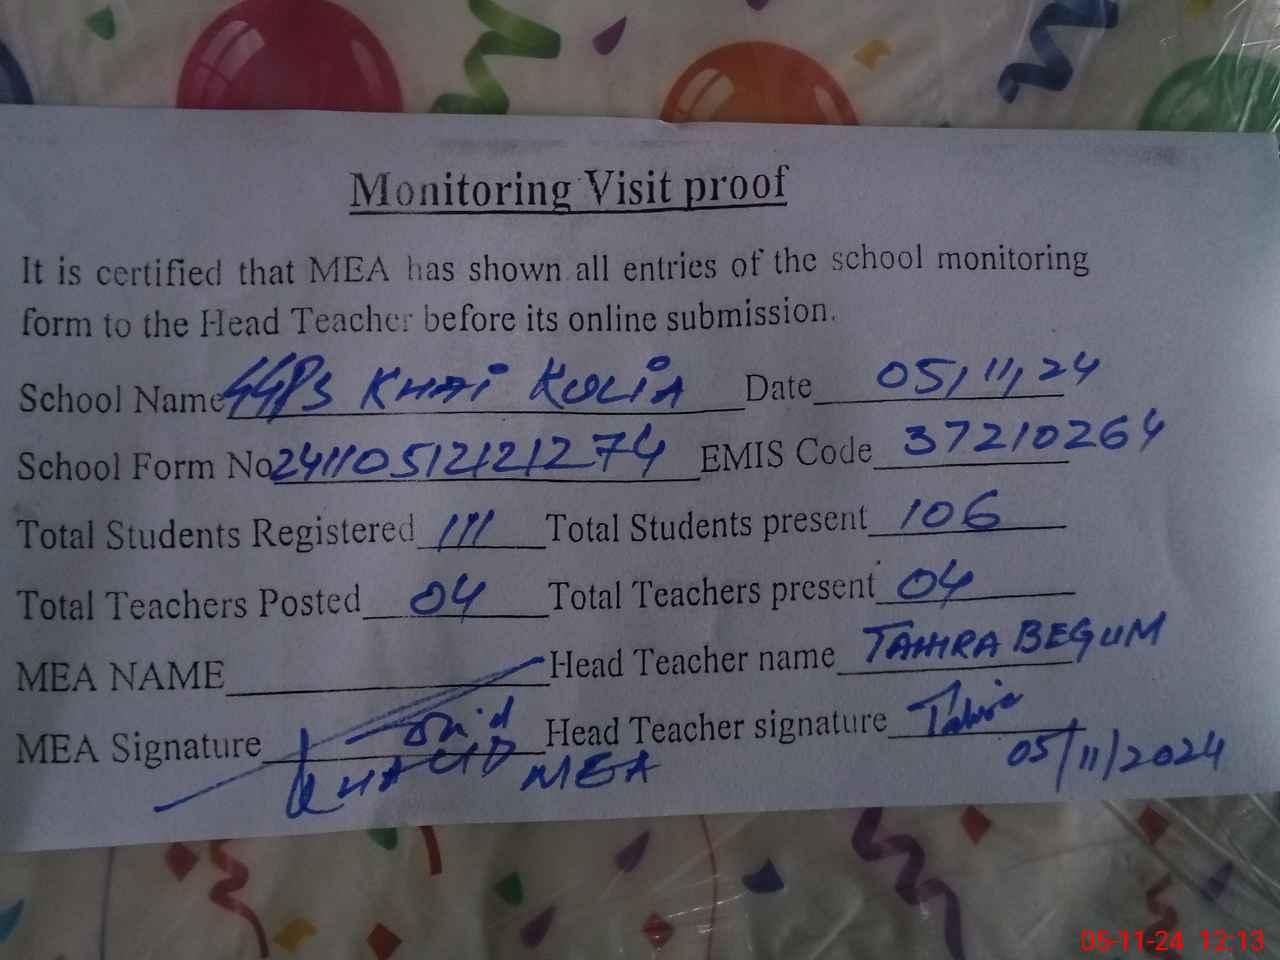 Monitoring Visit proof
It is certified that MEA has shown all entries of the school monitoring
form to the Head Teacher before its online submission.
School Name GGPS KHAI KOLIA Date 05/11/24
School Form No 24110512121274 EMIS Code 37210264
Total Students Registered 111 Total Students present 106
Total Teachers Posted 04 Total Teachers present 04
MEA NAME Head Teacher name TAHIRA BEGUM
MEA Signature Head Teacher signature Tahira
KHALID MEA 05/11/2024
05-11-24 12:13